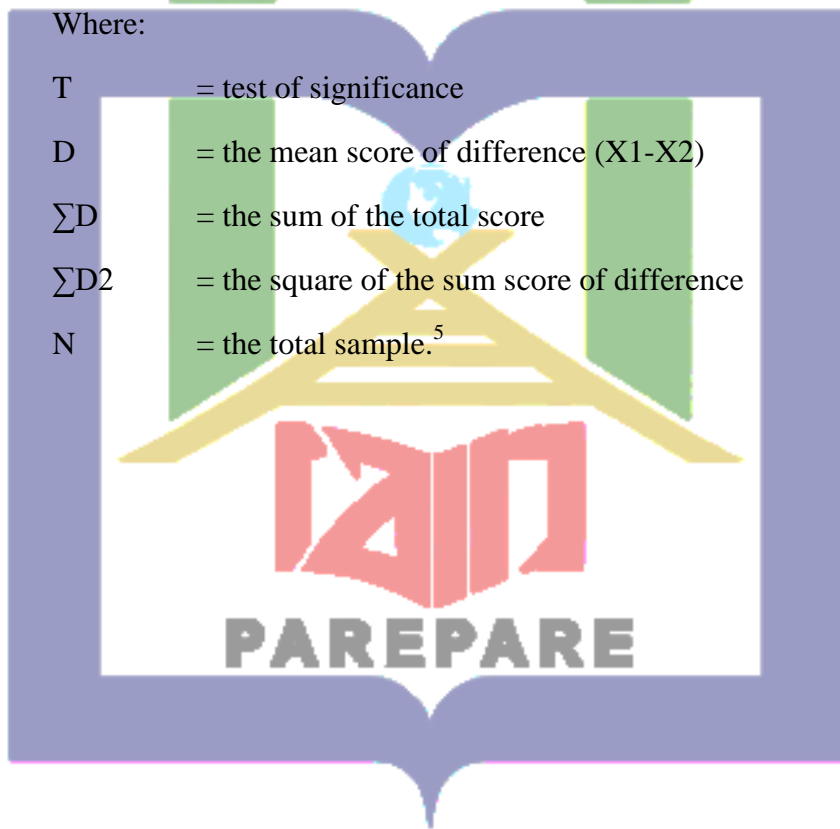 Where:
T = test of significance
D = the mean score of difference (X1-X2)
∑D = the sum of the total score
∑D2 = the square of the sum score of difference
N = the total sample.5
IAIN
PAREPARE